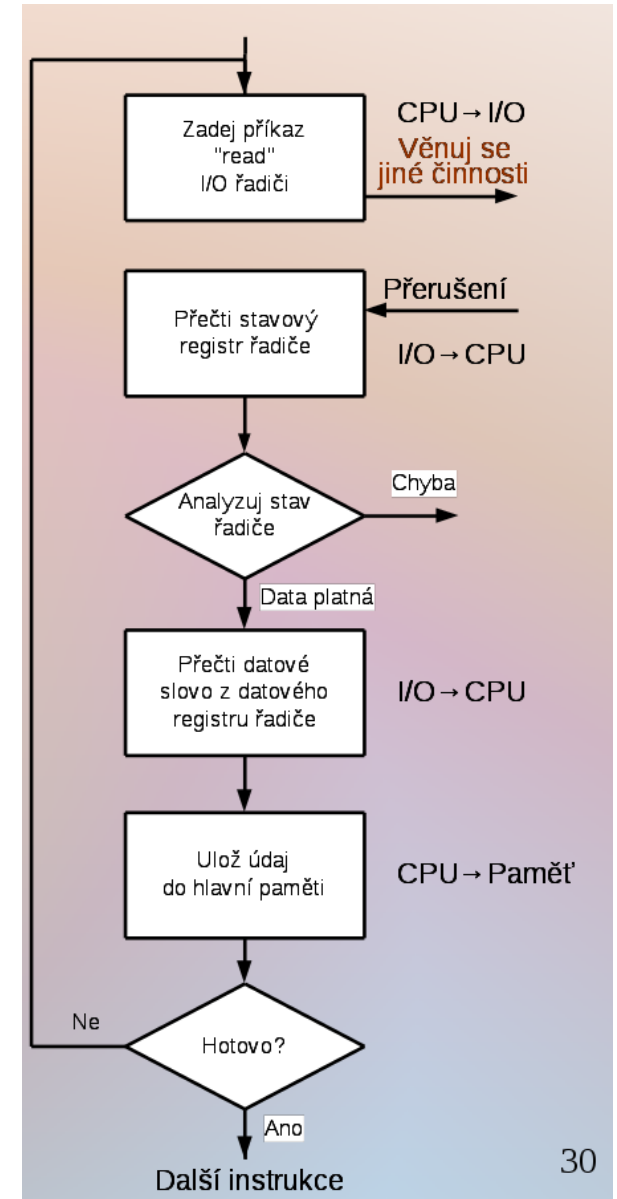 Zadej příkaz
"read"
I/O řadiči
CPU→I/O
Věnuj se
jiné činnosti
Přerušení
Přečti stavový
registr řadiče
I/O→CPU
Analyzuj stav
řadiče
Chyba
Data platná
Přečti datové
slovo z datového
registru řadiče
I/O→CPU
Ulož údaj
do hlavní paměti
CPU→Paměť
Ne
Hotovo?
Ano
Další instrukce
30